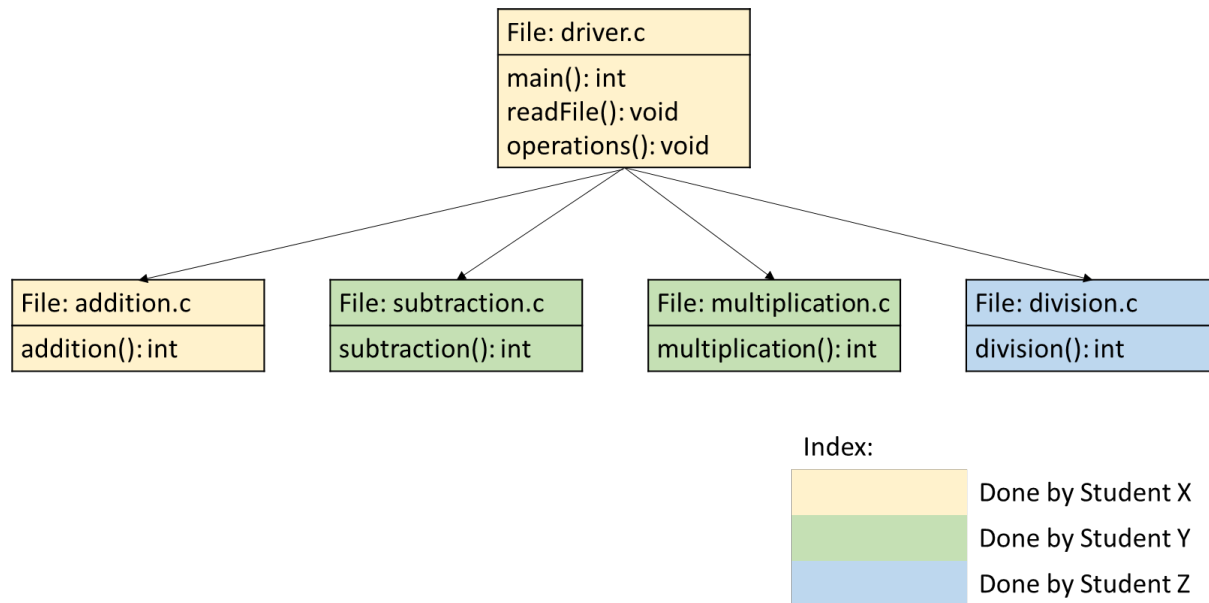 File: driver.c
main(): int
readFile(): void
operations(): void
File: addition.c
addition(): int
File: subtraction.c
subtraction(): int
File: multiplication.c
multiplication(): int
File: division.c
division(): int
Index:
Done by Student X
Done by Student Y
Done by Student Z